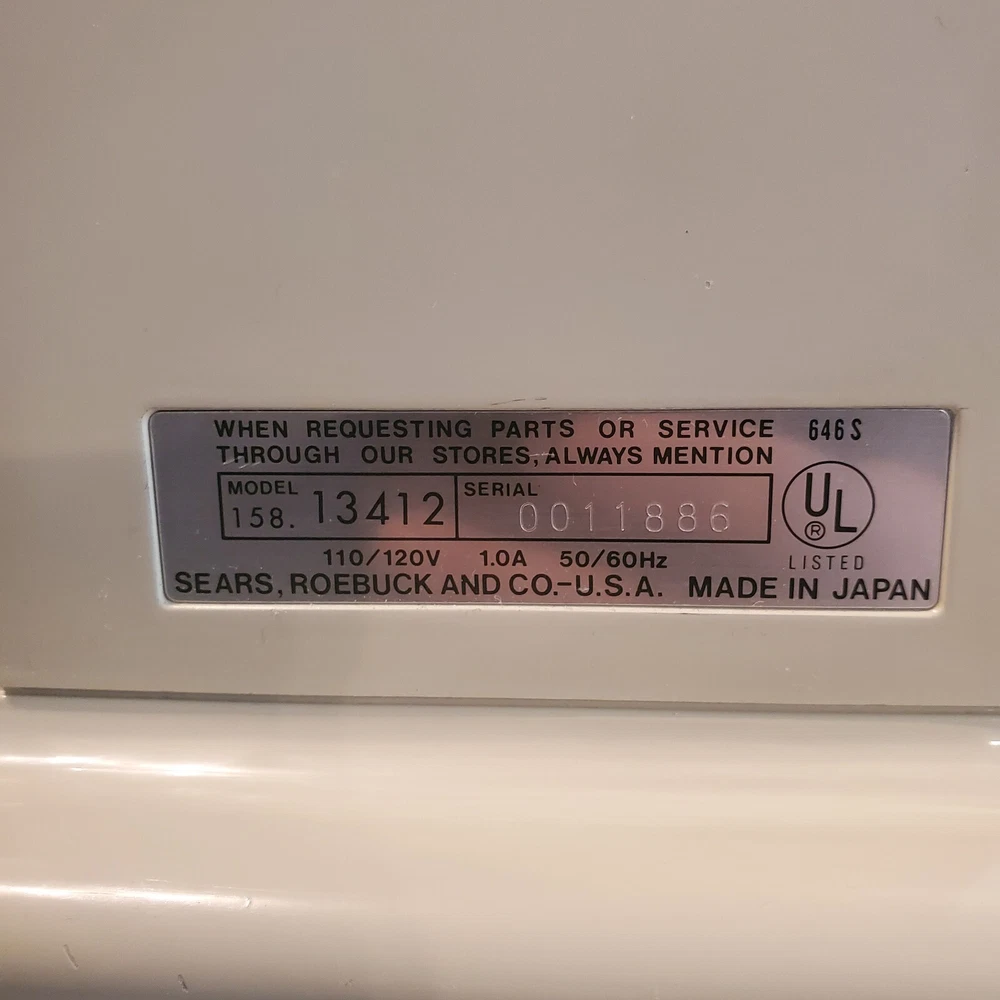 WHEN REQUESTING PARTS OR SERVICE 646 S
THROUGH OUR STORES, ALWAYS MENTION
MODEL 158. 13412 SERIAL 0011886
UL ®
LISTED
110/120V 1.0A 50/60Hz
SEARS, ROEBUCK AND CO.-U.S.A. MADE IN JAPAN